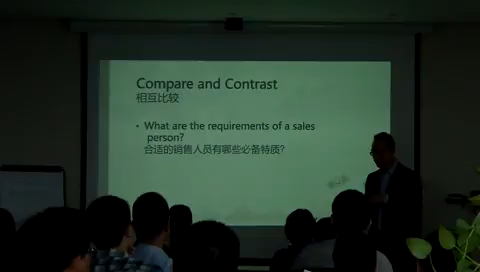 Compare and Contrast
相互比较
• What are the requirements of a sales
person?
合适的销售人员有哪些必备特质?